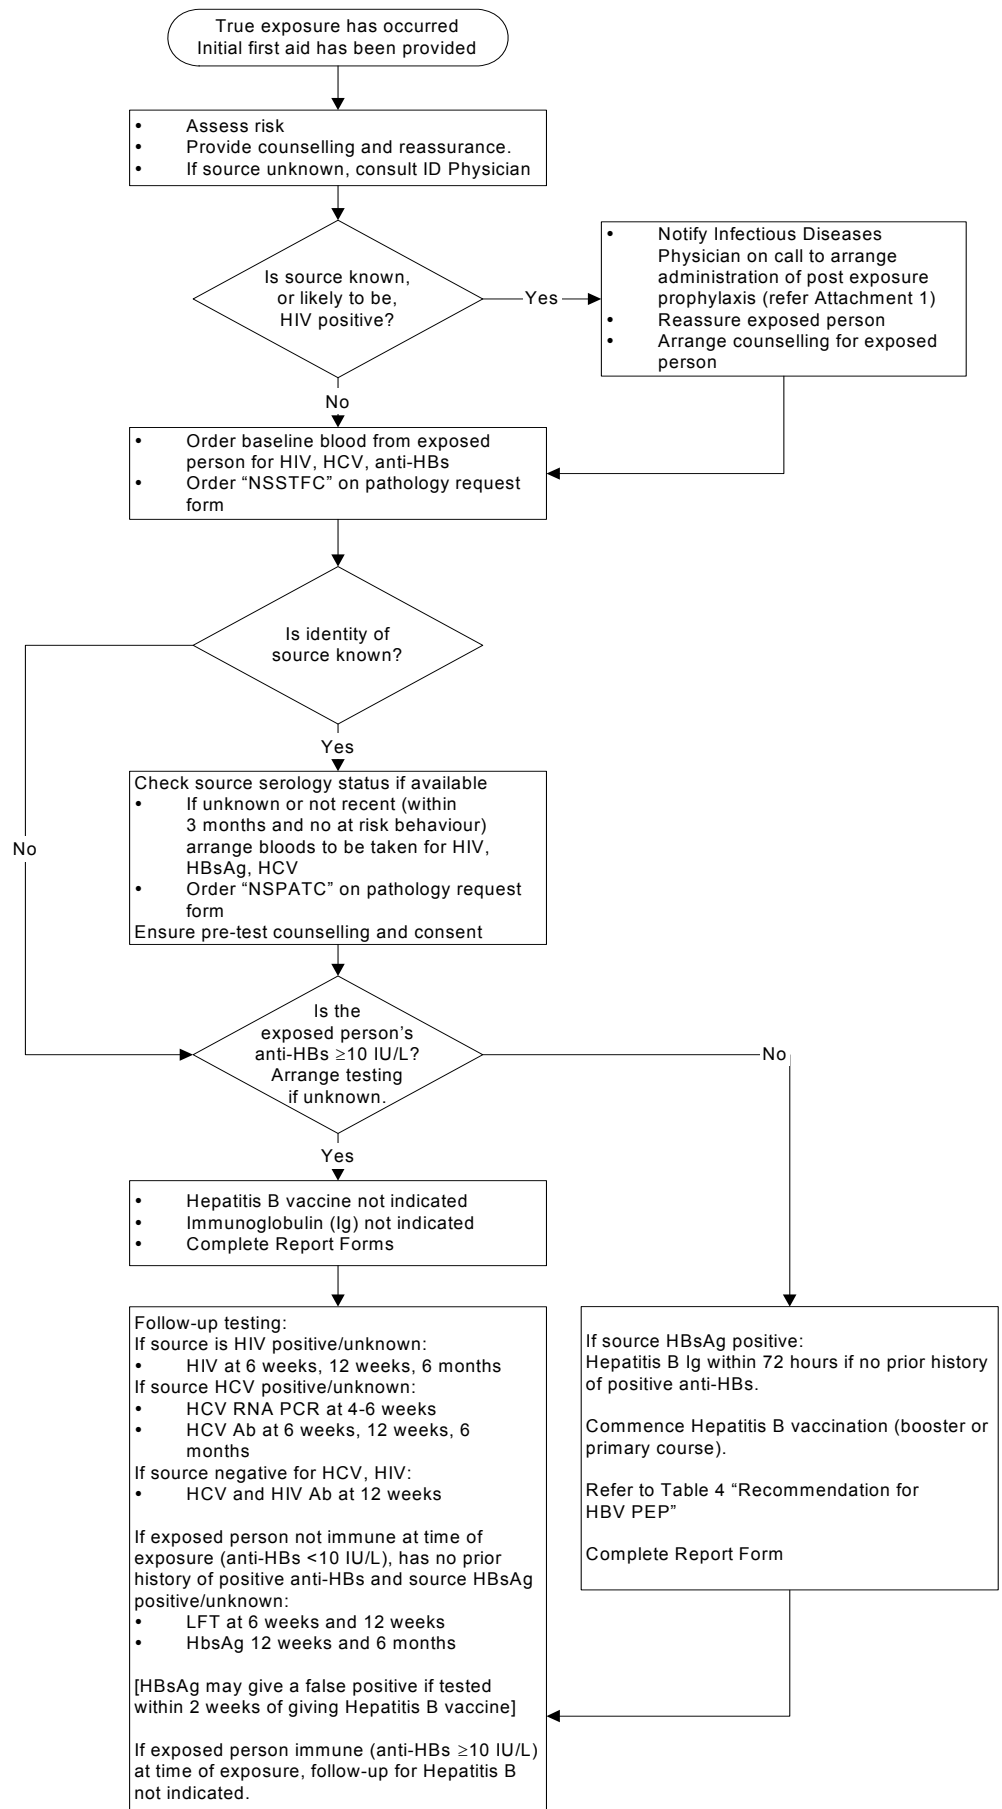 True exposure has occurred
Initial first aid has been provided
• Assess risk
• Provide counselling and reassurance.
• If source unknown, consult ID Physician
Is source known,
or likely to be,
HIV positive?
Yes
• Notify Infectious Diseases
Physician on call to arrange
administration of post exposure
prophylaxis (refer Attachment 1)
• Reassure exposed person
• Arrange counselling for exposed
person
No
• Order baseline blood from exposed
person for HIV, HCV, anti-HBs
• Order “NSSTFC” on pathology request
form
Is identity of
source known?
Yes
No
Check source serology status if available
• If unknown or not recent (within
3 months and no at risk behaviour)
arrange bloods to be taken for HIV,
HBsAg, HCV
• Order “NSPATC” on pathology request
form
Ensure pre-test counselling and consent
Is the
exposed person’s
anti-HBs ≥10 IU/L?
Arrange testing
if unknown.
No
Yes
• Hepatitis B vaccine not indicated
• Immunoglobulin (Ig) not indicated
• Complete Report Forms
Follow-up testing:
If source is HIV positive/unknown:
• HIV at 6 weeks, 12 weeks, 6 months
If source HCV positive/unknown:
• HCV RNA PCR at 4-6 weeks
• HCV Ab at 6 weeks, 12 weeks, 6
months
If source negative for HCV, HIV:
• HCV and HIV Ab at 12 weeks
If exposed person not immune at time of
exposure (anti-HBs <10 IU/L), has no prior
history of positive anti-HBs and source HBsAg
positive/unknown:
• LFT at 6 weeks and 12 weeks
• HbsAg 12 weeks and 6 months
[HBsAg may give a false positive if tested
within 2 weeks of giving Hepatitis B vaccine]
If exposed person immune (anti-HBs ≥10 IU/L)
at time of exposure, follow-up for Hepatitis B
not indicated.
If source HBsAg positive:
Hepatitis B Ig within 72 hours if no prior history
of positive anti-HBs.
Commence Hepatitis B vaccination (booster or
primary course).
Refer to Table 4 “Recommendation for
HBV PEP”
Complete Report Form